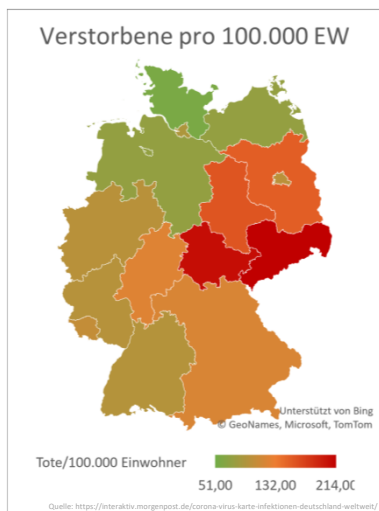 Verstorbene pro 100.000 EW
Unterstützt von Bing
© GeoNames, Microsoft, TomTom
Tote/100.000 Einwohner
51,00 132,00 214,00
Quelle: https://interaktiv.morgenpost.de/corona-virus-karte-infektionen-deutschland-weltweit/